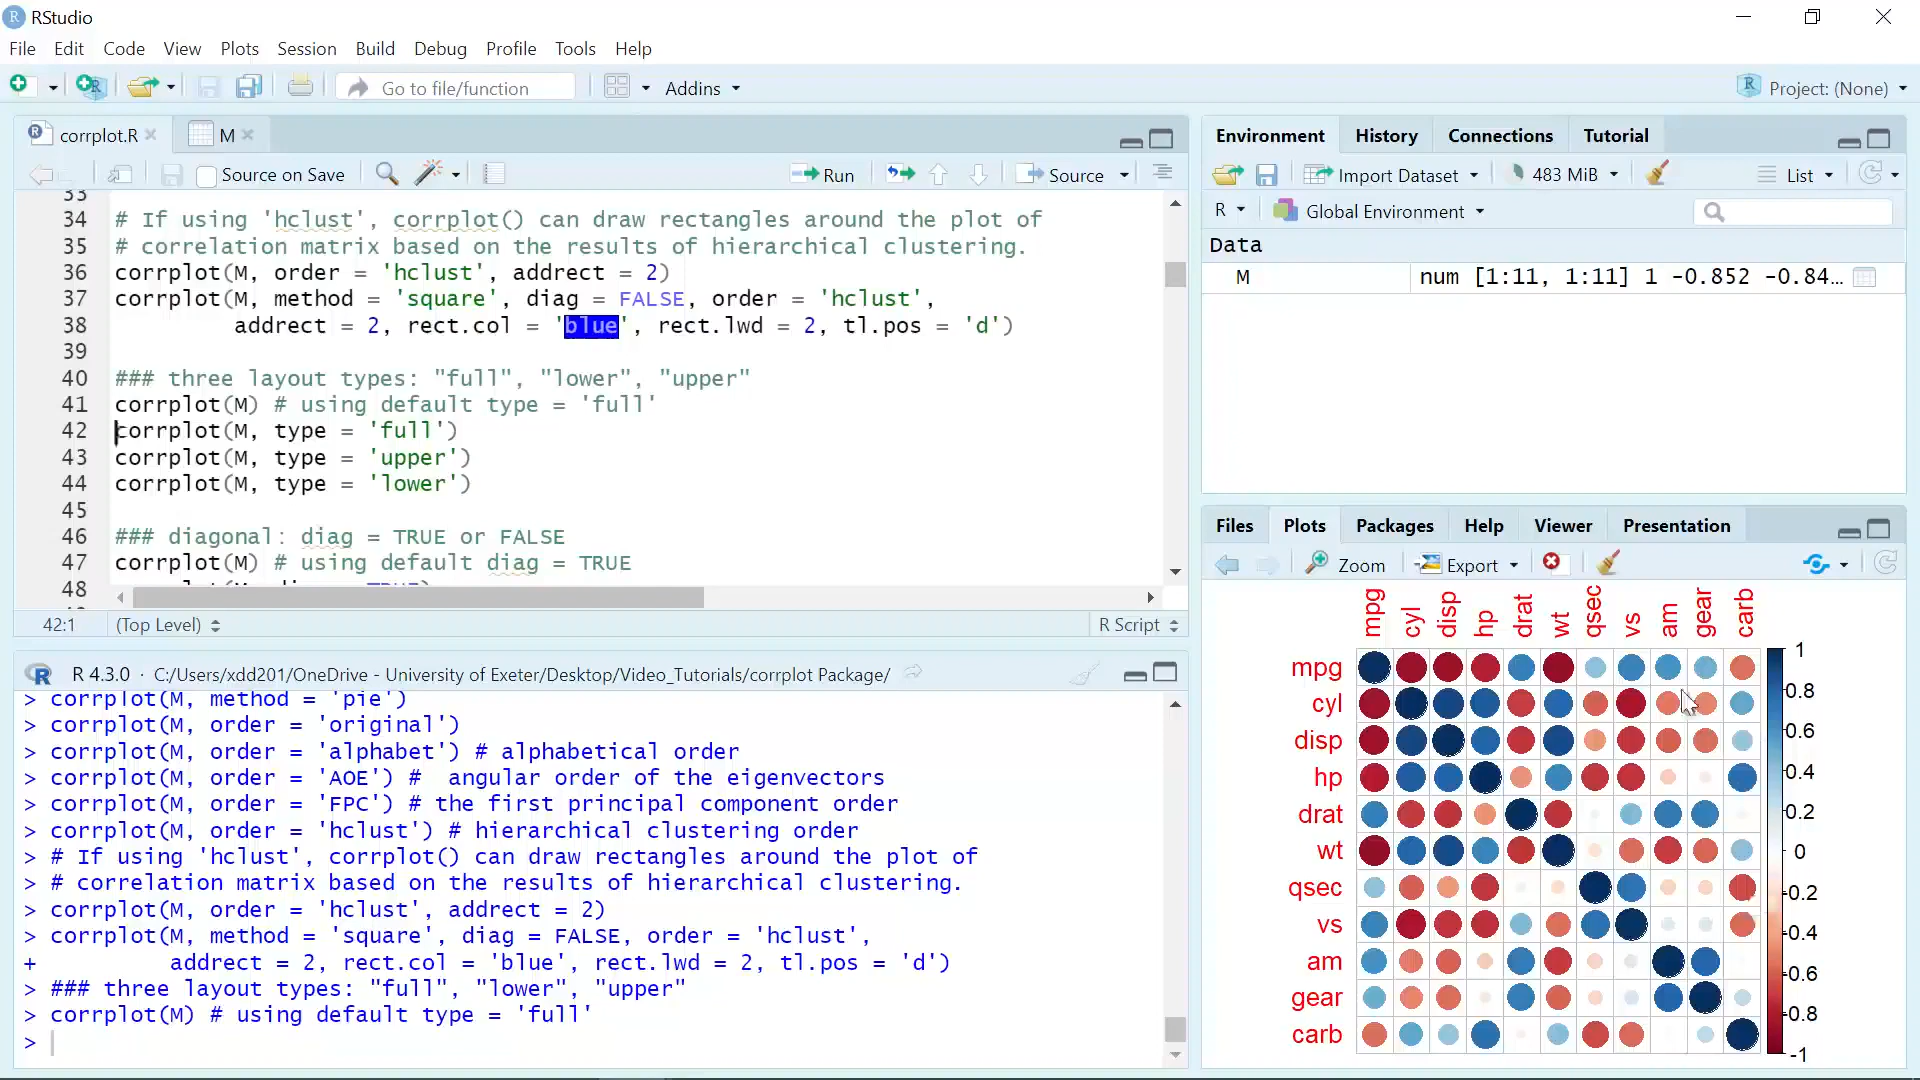 RStudio
File Edit Code View Plots Session Build Debug Profile Tools Help
Go to file/function Addins Project: (None)
corrplot.R M
Source on Save Run Source
33
34 # If using 'hclust', corrplot() can draw rectangles around the plot of
35 # correlation matrix based on the results of hierarchical clustering.
36 corrplot(M, order = 'hclust', addrect = 2)
37 corrplot(M, method = 'square', diag = FALSE, order = 'hclust',
38 addrect = 2, rect.col = 'blue', rect.lwd = 2, tl.pos = 'd')
39
40 ### three layout types: "full", "lower", "upper"
41 corrplot(M) # using default type = 'full'
42 corrplot(M, type = 'full')
43 corrplot(M, type = 'upper')
44 corrplot(M, type = 'lower')
45
46 ### diagonal: diag = TRUE or FALSE
47 corrplot(M) # using default diag = TRUE
48
42:1 (Top Level) R Script
R 4.3.0 · C:/Users/xdd201/OneDrive - University of Exeter/Desktop/Video_Tutorials/corrplot Package/
> corrplot(M, method = 'pie')
> corrplot(M, order = 'original')
> corrplot(M, order = 'alphabet') # alphabetical order
> corrplot(M, order = 'AOE') #  angular order of the eigenvectors
> corrplot(M, order = 'FPC') # the first principal component order
> corrplot(M, order = 'hclust') # hierarchical clustering order
> # If using 'hclust', corrplot() can draw rectangles around the plot of
> # correlation matrix based on the results of hierarchical clustering.
> corrplot(M, order = 'hclust', addrect = 2)
> corrplot(M, method = 'square', diag = FALSE, order = 'hclust',
+ addrect = 2, rect.col = 'blue', rect.lwd = 2, tl.pos = 'd')
> ### three layout types: "full", "lower", "upper"
> corrplot(M) # using default type = 'full'
>
Environment History Connections Tutorial
Import Dataset 483 MiB List
R Global Environment
Data
M num [1:11, 1:11] 1 -0.852 -0.84...
Files Plots Packages Help Viewer Presentation
Zoom Export
mpg cyl disp hp drat wt qsec vs am gear carb
mpg
cyl
disp
hp
drat
wt
qsec
vs
am
gear
carb
1
0.8
0.6
0.4
0.2
0
-0.2
-0.4
-0.6
-0.8
-1